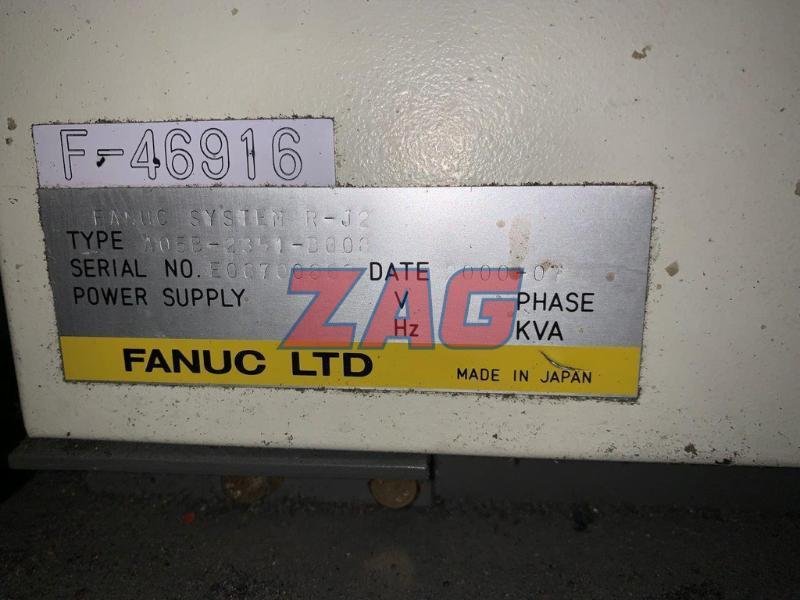 F-46916
FANUC SYSTEM R-J2
TYPE
SERIAL NO. DATE
POWER SUPPLY V PHASE
Hz KVA
ZAG
FANUC LTD MADE IN JAPAN